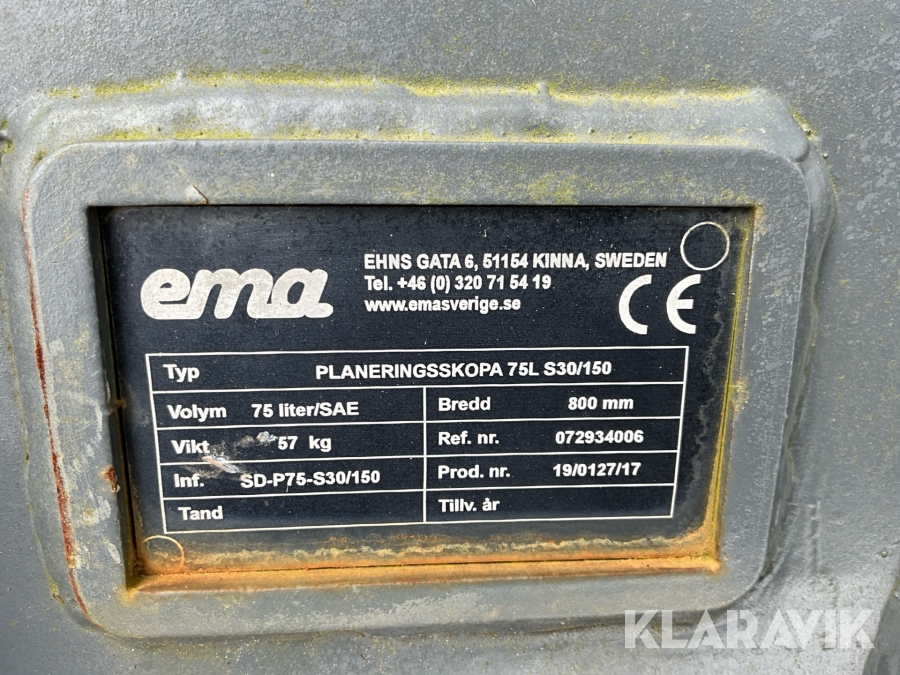 ema
EHNS GATA 6, 51154 KINNA, SWEDEN
Tel. +46 (0) 320 71 54 19
www.emasverige.se
CE
Typ PLANERINGSSKOPA 75L S30/150
Volym 75 liter/SAE Bredd 800 mm
Vikt 57 kg Ref. nr. 072934006
Inf. SD-P75-S30/150 Prod. nr. 19/0127/17
Tand Tillv. år
KLARAVIK